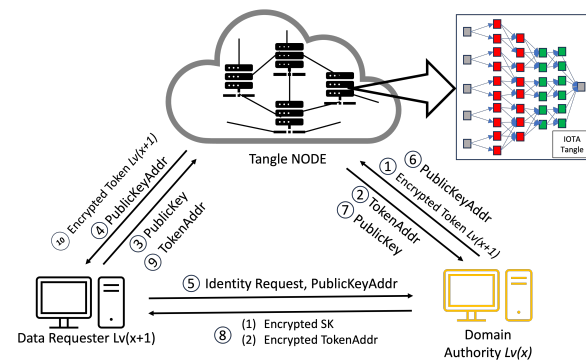 IOTA
Tangle
Tangle NODE
⑩ Encrypted Token Lv(x+1)
④ PublicKeyAddr
③ PublicKey
⑨ TokenAddr
⑥ PublicKeyAddr
① Encrypted Token Lv(x+1)
② TokenAddr
⑦ PublicKey
⑤ Identity Request, PublicKeyAddr
⑧ (1) Encrypted SK
(2) Encrypted TokenAddr
Data Requester Lv(x+1)
Domain
Authority Lv(x)